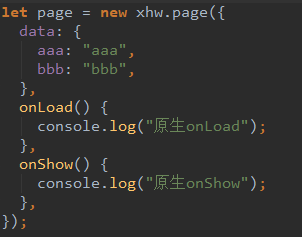 let page = new xhw.page({
  data: {
    aaa: "aaa",
    bbb: "bbb",
  },
  onLoad() {
    console.log("原生onLoad");
  },
  onShow() {
    console.log("原生onShow");
  },
});